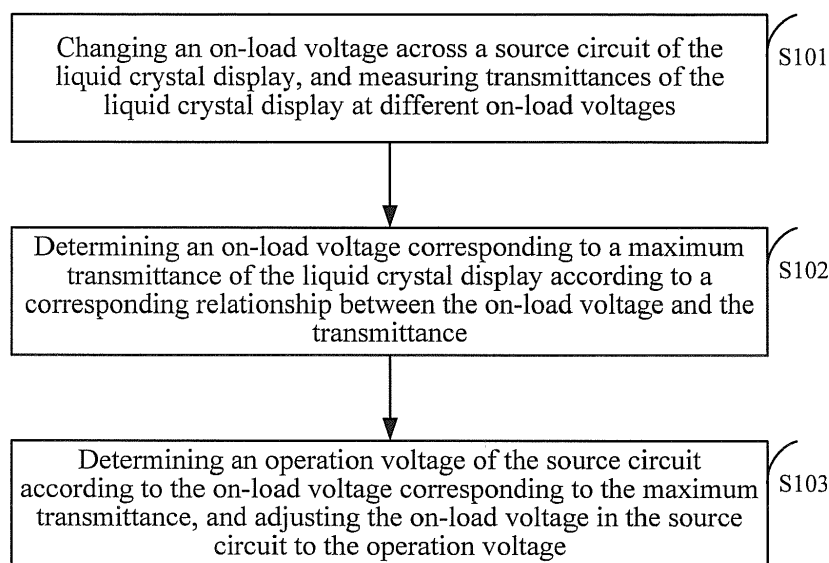 Changing an on-load voltage across a source circuit of the
liquid crystal display, and measuring transmittances of the
liquid crystal display at different on-load voltages
S101
Determining an on-load voltage corresponding to a maximum
transmittance of the liquid crystal display according to a
corresponding relationship between the on-load voltage and the
transmittance
S102
Determining an operation voltage of the source circuit
according to the on-load voltage corresponding to the maximum
transmittance, and adjusting the on-load voltage in the source
circuit to the operation voltage
S103